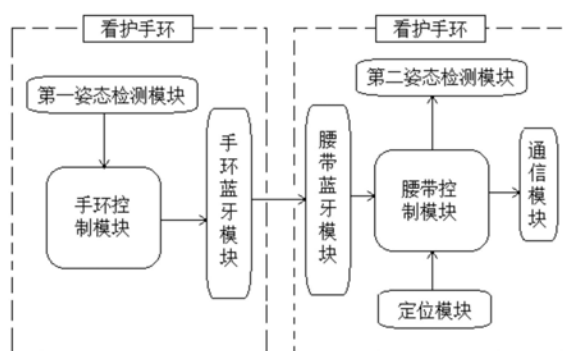 看护手环
第一姿态检测模块
手环控
制模块
手环蓝牙模块
看护手环
第二姿态检测模块
腰带蓝牙模块
腰带控
制模块
通信模块
定位模块